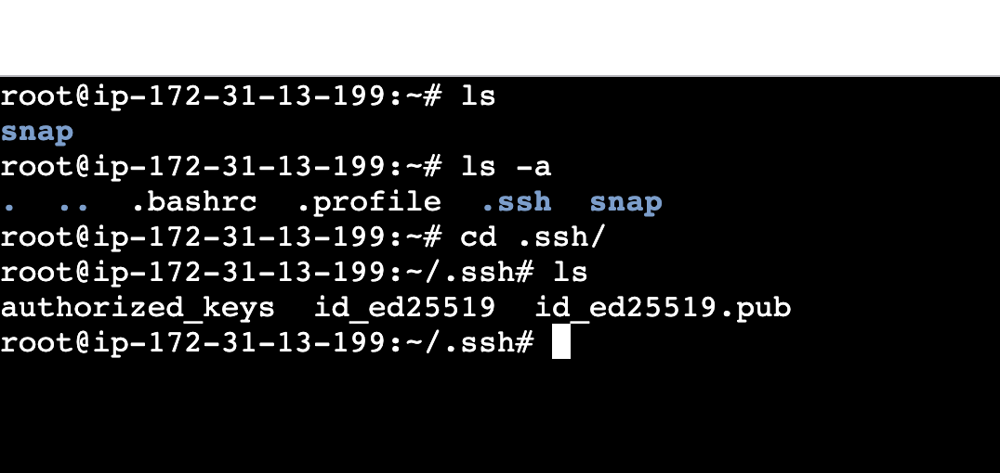 root@ip-172-31-13-199:~# ls
snap
root@ip-172-31-13-199:~# ls -a
.  ..  .bashrc  .profile  .ssh  snap
root@ip-172-31-13-199:~# cd .ssh/
root@ip-172-31-13-199:~/.ssh# ls
authorized_keys  id_ed25519  id_ed25519.pub
root@ip-172-31-13-199:~/.ssh#